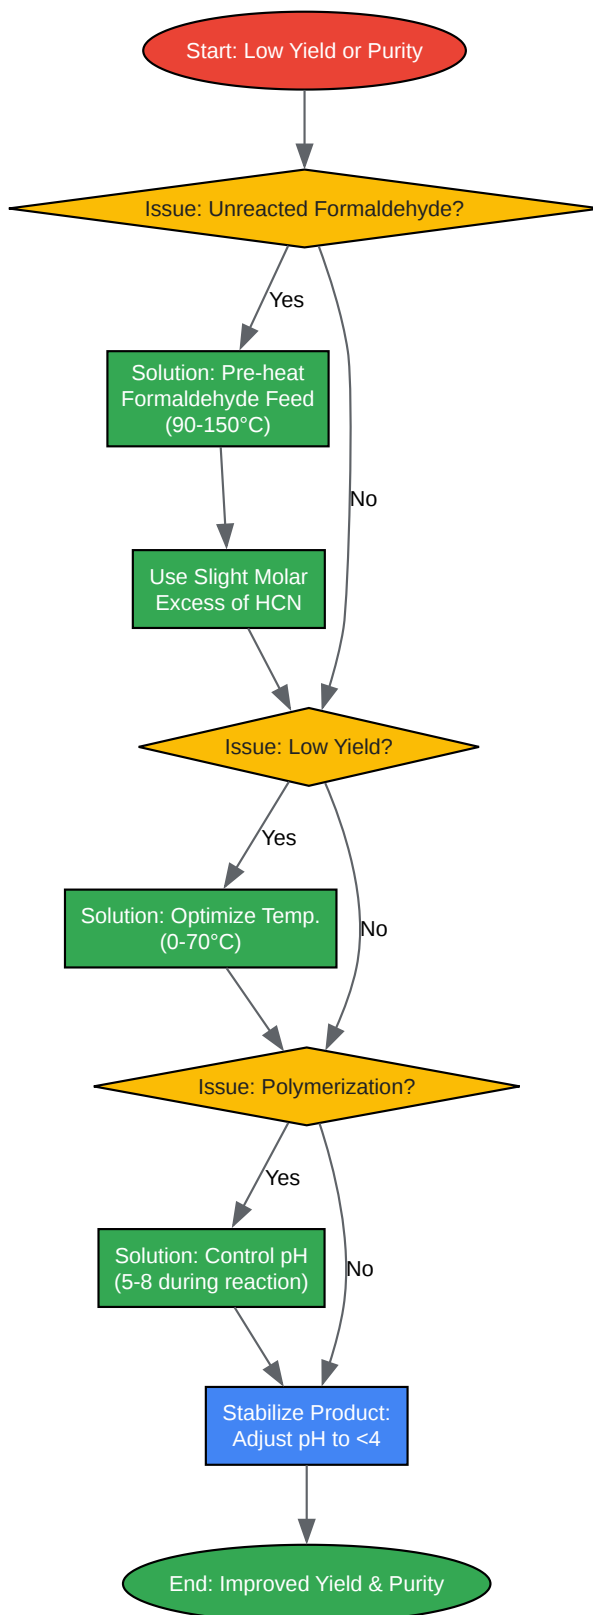 Start: Low Yield or Purity
Issue: Unreacted Formaldehyde?
Yes
Solution: Pre-heat
Formaldehyde Feed
(90-150°C)
No
Use Slight Molar
Excess of HCN
Issue: Low Yield?
Yes
Solution: Optimize Temp.
(0-70°C)
No
Issue: Polymerization?
Yes
Solution: Control pH
(5-8 during reaction)
No
Stabilize Product:
Adjust pH to <4
End: Improved Yield & Purity